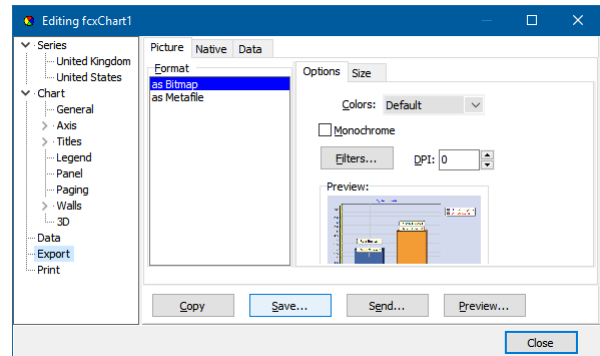 Editing fcxChart1
Series
United Kingdom
United States
Chart
General
Axis
Titles
Legend
Panel
Paging
Walls
3D
Data
Export
Print
Picture Native Data
Format
as Bitmap
as Metafile
Options Size
Colors: Default
Monochrome
Filters... DPI: 0
Preview:
Copy Save... Send... Preview...
Close